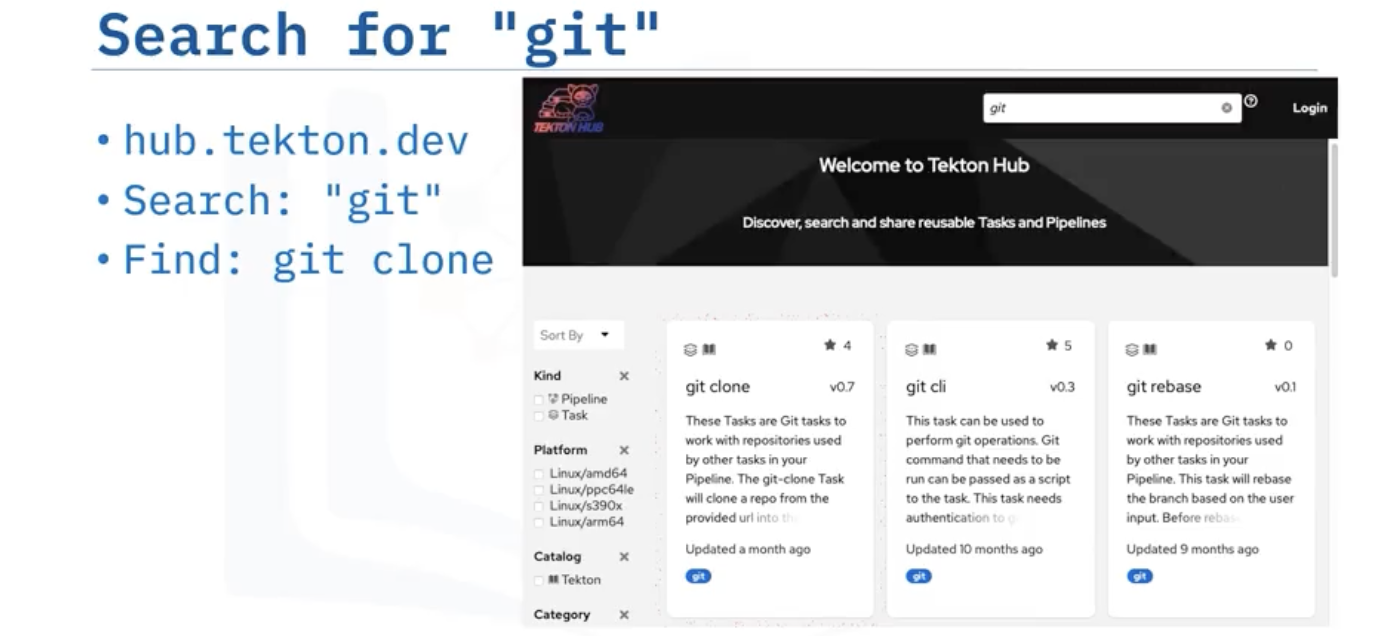 Search for "git"
• hub.tekton.dev
• Search: "git"
• Find: git clone
TEKTON HUB
git
Login
Welcome to Tekton Hub
Discover, search and share reusable Tasks and Pipelines
Sort By
Kind
Pipeline
Task
Platform
Linux/amd64
Linux/ppc64le
Linux/s390x
Linux/arm64
Catalog
Tekton
Category
4
git clone v0.7
These Tasks are Git tasks to
work with repositories used
by other tasks in your
Pipeline. The git-clone Task
will clone a repo from the
provided url into
Updated a month ago
git
5
git cli v0.3
This task can be used to
perform git operations. Git
command that needs to be
run can be passed as a script
to the task. This task needs
authentication to
Updated 10 months ago
git
0
git rebase v0.1
These Tasks are Git tasks to
work with repositories used
by other tasks in your
Pipeline. This task will rebase
the branch based on the user
input. Before
Updated 9 months ago
git